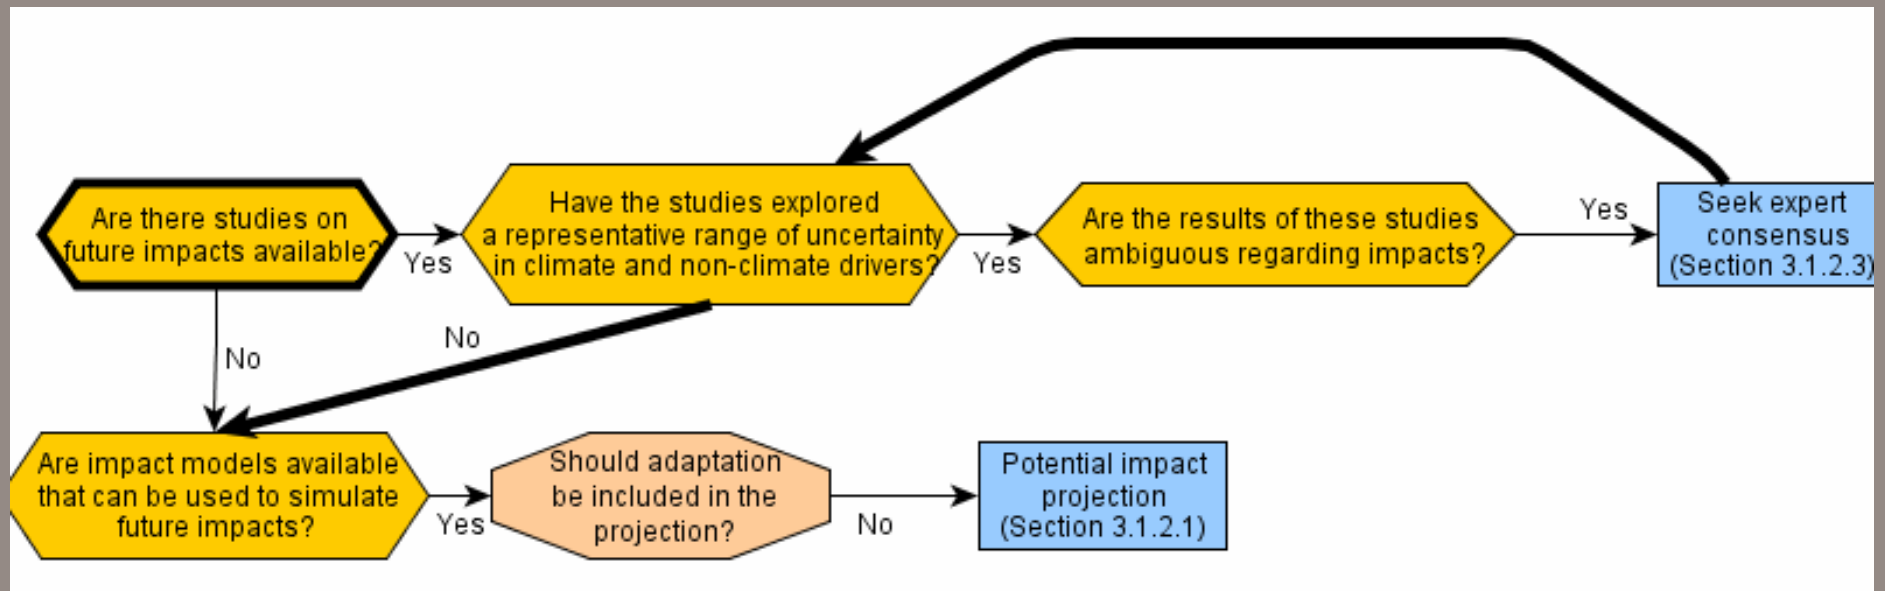 Are there studies on
future impacts available?
Yes
Have the studies explored
a representative range of uncertainty
in climate and non-climate drivers?
Yes
Are the results of these studies
ambiguous regarding impacts?
Yes
Seek expert
consensus
(Section 3.1.2.3)
No
No
Are impact models available
that can be used to simulate
future impacts?
Yes
Should adaptation
be included in the
projection?
No
Potential impact
projection
(Section 3.1.2.1)